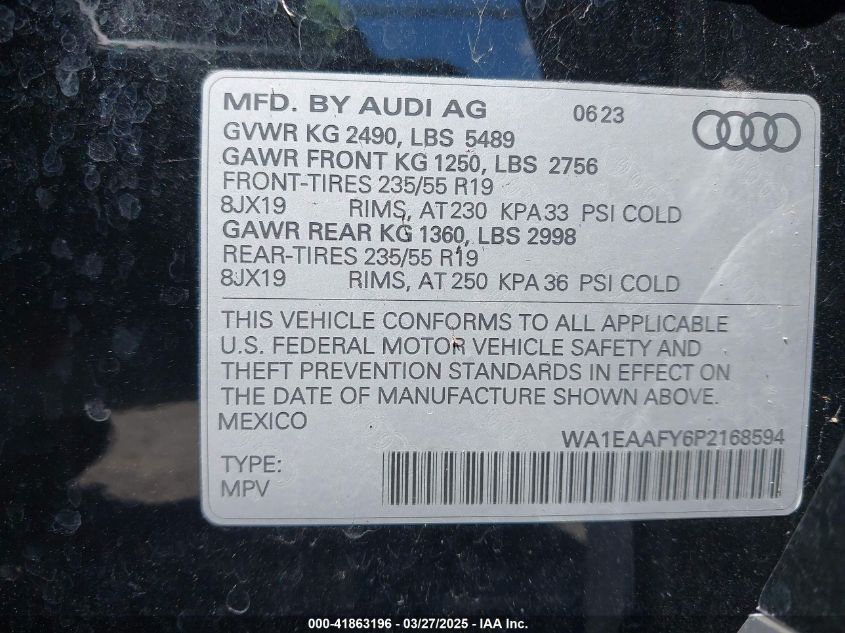 MFD. BY AUDI AG 0623
GVWR KG 2490, LBS 5489
GAWR FRONT KG 1250, LBS 2756
FRONT-TIRES 235/55 R19
8JX19 RIMS, AT 230 KPA 33 PSI COLD
GAWR REAR KG 1360, LBS 2998
REAR-TIRES 235/55 R19
8JX19 RIMS, AT 250 KPA 36 PSI COLD
THIS VEHICLE CONFORMS TO ALL APPLICABLE
U.S. FEDERAL MOTOR VEHICLE SAFETY AND
THEFT PREVENTION STANDARDS IN EFFECT ON
THE DATE OF MANUFACTURE SHOWN ABOVE.
MEXICO
WA1EAAFY6P2168594
TYPE:
MPV
000-41863196 - 03/27/2025 - IAAI.COM - IAA, Inc.